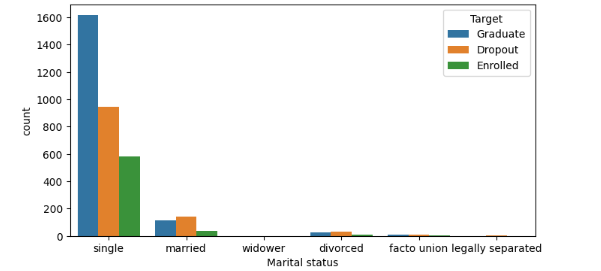 1600
1400
1200
1000
800
600
400
200
0
count
Target
Graduate
Dropout
Enrolled
single married widower divorced facto union legally separated
Marital status